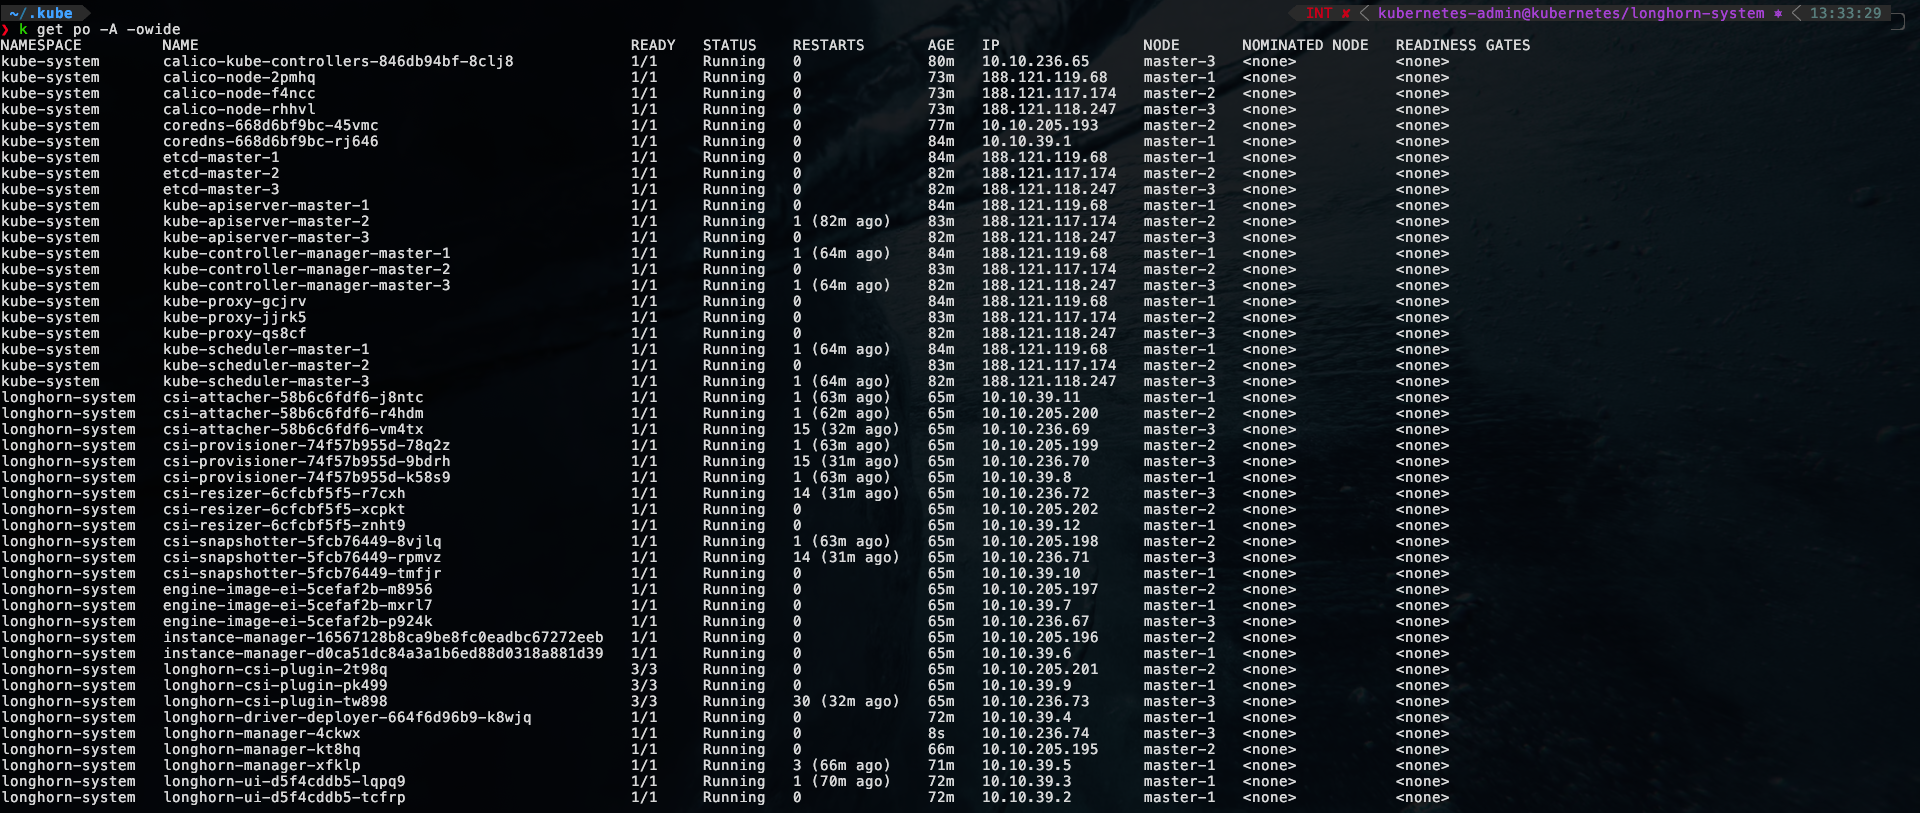 ~/.kube INT ✘ kubernetes-admin@kubernetes/longhorn-system ⎈ 13:33:29
❯ k get po -A -owide
NAMESPACE NAME READY STATUS RESTARTS AGE IP NODE NOMINATED NODE READINESS GATES
kube-system calico-kube-controllers-846db94bf-8clj8 1/1 Running 0 80m 10.10.236.65 master-3 <none> <none>
kube-system calico-node-2pmhq 1/1 Running 0 73m 188.121.119.68 master-1 <none> <none>
kube-system calico-node-f4ncc 1/1 Running 0 73m 188.121.117.174 master-2 <none> <none>
kube-system calico-node-rhhvl 1/1 Running 0 73m 188.121.118.247 master-3 <none> <none>
kube-system coredns-668d6bf9bc-45vmc 1/1 Running 0 77m 10.10.205.193 master-2 <none> <none>
kube-system coredns-668d6bf9bc-rj646 1/1 Running 0 84m 10.10.39.1 master-1 <none> <none>
kube-system etcd-master-1 1/1 Running 0 84m 188.121.119.68 master-1 <none> <none>
kube-system etcd-master-2 1/1 Running 0 82m 188.121.117.174 master-2 <none> <none>
kube-system etcd-master-3 1/1 Running 0 82m 188.121.118.247 master-3 <none> <none>
kube-system kube-apiserver-master-1 1/1 Running 0 84m 188.121.119.68 master-1 <none> <none>
kube-system kube-apiserver-master-2 1/1 Running 1 (82m ago) 83m 188.121.117.174 master-2 <none> <none>
kube-system kube-apiserver-master-3 1/1 Running 0 82m 188.121.118.247 master-3 <none> <none>
kube-system kube-controller-manager-master-1 1/1 Running 1 (64m ago) 84m 188.121.119.68 master-1 <none> <none>
kube-system kube-controller-manager-master-2 1/1 Running 0 83m 188.121.117.174 master-2 <none> <none>
kube-system kube-controller-manager-master-3 1/1 Running 1 (64m ago) 82m 188.121.118.247 master-3 <none> <none>
kube-system kube-proxy-gcjrv 1/1 Running 0 84m 188.121.119.68 master-1 <none> <none>
kube-system kube-proxy-jjrk5 1/1 Running 0 83m 188.121.117.174 master-2 <none> <none>
kube-system kube-proxy-qs8cf 1/1 Running 0 82m 188.121.118.247 master-3 <none> <none>
kube-system kube-scheduler-master-1 1/1 Running 1 (64m ago) 84m 188.121.119.68 master-1 <none> <none>
kube-system kube-scheduler-master-2 1/1 Running 0 83m 188.121.117.174 master-2 <none> <none>
kube-system kube-scheduler-master-3 1/1 Running 1 (64m ago) 82m 188.121.118.247 master-3 <none> <none>
longhorn-system csi-attacher-58b6c6fdf6-j8ntc 1/1 Running 1 (63m ago) 65m 10.10.39.11 master-1 <none> <none>
longhorn-system csi-attacher-58b6c6fdf6-r4hdm 1/1 Running 1 (62m ago) 65m 10.10.205.200 master-2 <none> <none>
longhorn-system csi-attacher-58b6c6fdf6-vm4tx 1/1 Running 15 (32m ago) 65m 10.10.236.69 master-3 <none> <none>
longhorn-system csi-provisioner-74f57b955d-78q2z 1/1 Running 1 (63m ago) 65m 10.10.205.199 master-2 <none> <none>
longhorn-system csi-provisioner-74f57b955d-9bdrh 1/1 Running 15 (31m ago) 65m 10.10.236.70 master-3 <none> <none>
longhorn-system csi-provisioner-74f57b955d-k58s9 1/1 Running 1 (63m ago) 65m 10.10.39.8 master-1 <none> <none>
longhorn-system csi-resizer-6cfcbf5f5-r7cxh 1/1 Running 14 (31m ago) 65m 10.10.236.72 master-3 <none> <none>
longhorn-system csi-resizer-6cfcbf5f5-xcpkt 1/1 Running 0 65m 10.10.205.202 master-2 <none> <none>
longhorn-system csi-resizer-6cfcbf5f5-znht9 1/1 Running 0 65m 10.10.39.12 master-1 <none> <none>
longhorn-system csi-snapshotter-5fcb76449-8vjlq 1/1 Running 1 (63m ago) 65m 10.10.205.198 master-2 <none> <none>
longhorn-system csi-snapshotter-5fcb76449-rpmvz 1/1 Running 14 (31m ago) 65m 10.10.236.71 master-3 <none> <none>
longhorn-system csi-snapshotter-5fcb76449-tmfjr 1/1 Running 0 65m 10.10.39.10 master-1 <none> <none>
longhorn-system engine-image-ei-5cefaf2b-m8956 1/1 Running 0 65m 10.10.205.197 master-2 <none> <none>
longhorn-system engine-image-ei-5cefaf2b-mxrl7 1/1 Running 0 65m 10.10.39.7 master-1 <none> <none>
longhorn-system engine-image-ei-5cefaf2b-p924k 1/1 Running 0 65m 10.10.236.67 master-3 <none> <none>
longhorn-system instance-manager-16567128b8ca9be8fc0eadbc67272eeb 1/1 Running 0 65m 10.10.205.196 master-2 <none> <none>
longhorn-system instance-manager-d0ca51dc84a3a1b6ed88d0318a881d39 1/1 Running 0 65m 10.10.39.6 master-1 <none> <none>
longhorn-system longhorn-csi-plugin-2t98q 3/3 Running 0 65m 10.10.205.201 master-2 <none> <none>
longhorn-system longhorn-csi-plugin-pk499 3/3 Running 0 65m 10.10.39.9 master-1 <none> <none>
longhorn-system longhorn-csi-plugin-tw898 3/3 Running 30 (32m ago) 65m 10.10.236.73 master-3 <none> <none>
longhorn-system longhorn-driver-deployer-664f6d96b9-k8wjq 1/1 Running 0 72m 10.10.39.4 master-1 <none> <none>
longhorn-system longhorn-manager-4ckwx 1/1 Running 0 8s 10.10.236.74 master-3 <none> <none>
longhorn-system longhorn-manager-kt8hq 1/1 Running 0 66m 10.10.205.195 master-2 <none> <none>
longhorn-system longhorn-manager-xfklp 1/1 Running 3 (66m ago) 71m 10.10.39.5 master-1 <none> <none>
longhorn-system longhorn-ui-d5f4cddb5-lqpq9 1/1 Running 1 (70m ago) 72m 10.10.39.3 master-1 <none> <none>
longhorn-system longhorn-ui-d5f4cddb5-tcfrp 1/1 Running 0 72m 10.10.39.2 master-1 <none> <none>